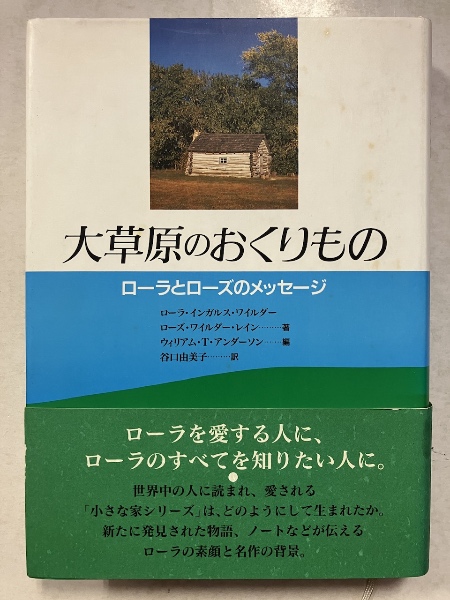 大草原のおくりもの
ローラとローズのメッセージ
ローラ・インガルス・ワイルダー
ローズ・ワイルダー・レイン………著
ウィリアム・T・アンダーソン……編
谷口由美子………訳
ローラを愛する人に、
ローラのすべてを知りたい人に。
世界中の人に読まれ、愛される
「小さな家シリーズ」は、どのようにして生まれたか。
新たに発見された物語、ノートなどが伝える
ローラの素顔と名作の背景。